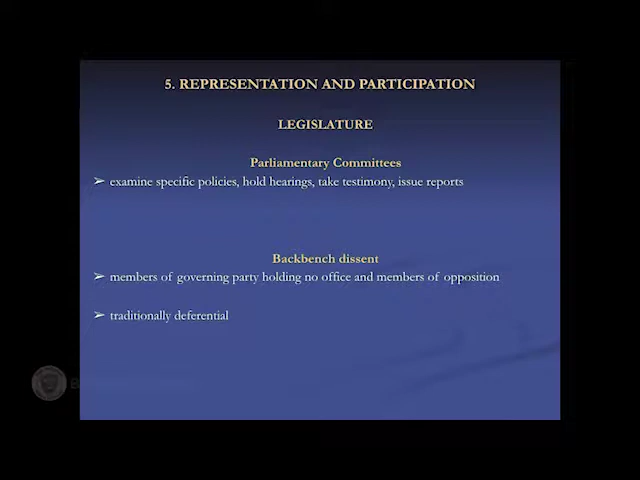 5. REPRESENTATION AND PARTICIPATION
LEGISLATURE
Parliamentary Committees
➢ examine specific policies, hold hearings, take testimony, issue reports
Backbench dissent
➢ members of governing party holding no office and members of opposition
➢ traditionally deferential